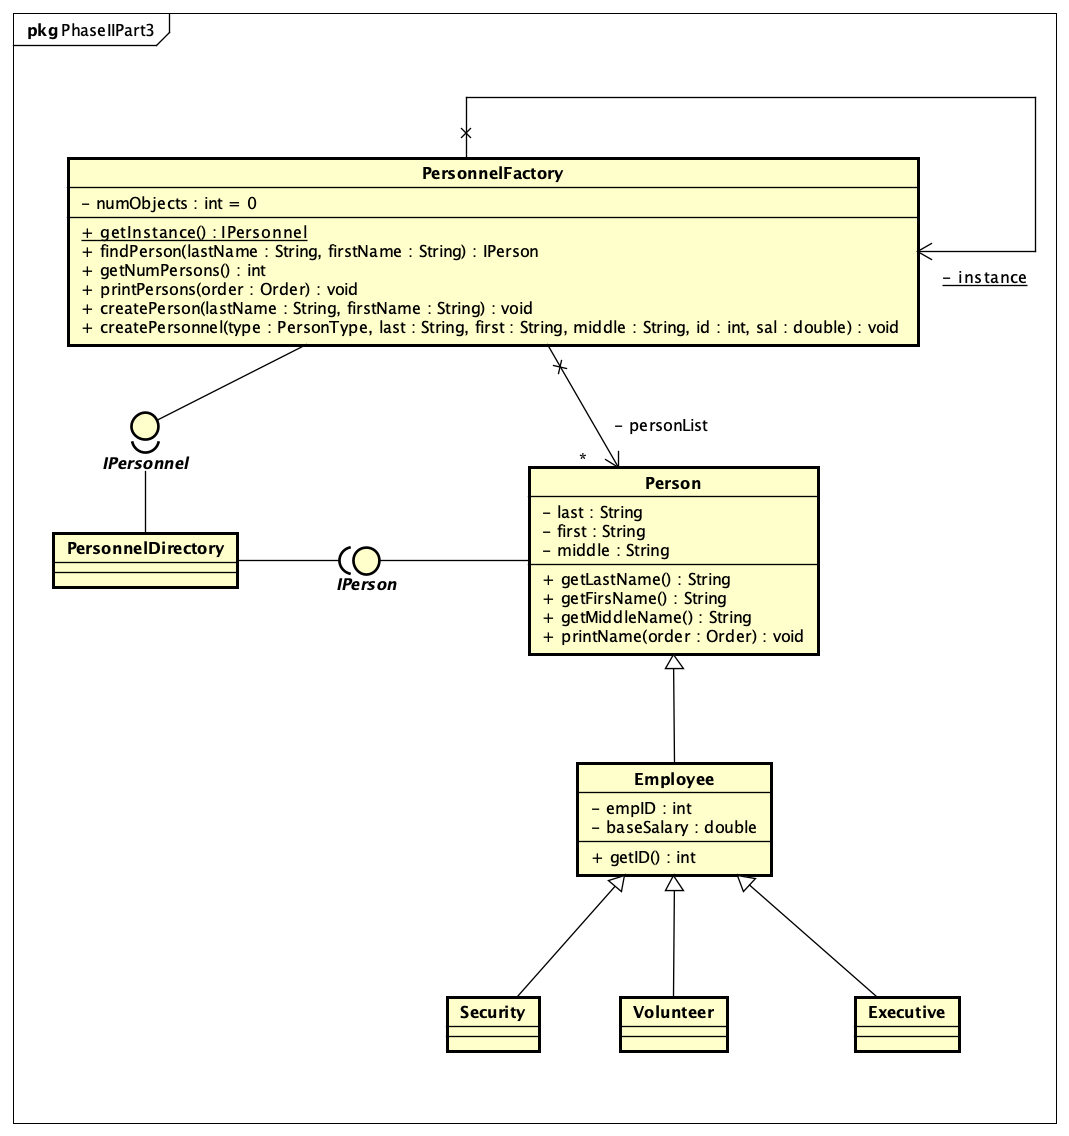 pkg PhaseIIPart3
PersonnelFactory
- numObjects : int = 0
+ getInstance() : IPersonnel
+ findPerson(lastName : String, firstName : String) : IPerson
+ getNumPersons() : int
+ printPersons(order : Order) : void
+ createPerson(lastName : String, firstName : String) : void
+ createPersonnel(type : PersonType, last : String, first : String, middle : String, id : int, sal : double) : void
- instance
- personList
*
IPersonnel
Person
- last : String
- first : String
- middle : String
+ getLastName() : String
+ getFirsName() : String
+ getMiddleName() : String
+ printName(order : Order) : void
PersonnelDirectory
IPerson
Employee
- empID : int
- baseSalary : double
+ getID() : int
Security
Volunteer
Executive